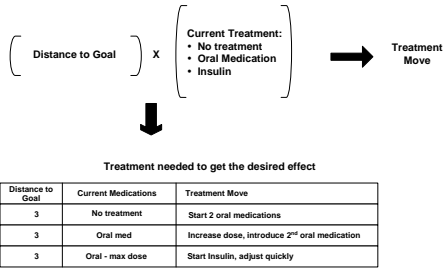 Current Treatment:
• No treatment
• Oral Medication
• Insulin
Distance to Goal
X
Treatment
Move
Treatment needed to get the desired effect
Distance to
Goal
Current Medications
Treatment Move
3
No treatment
Start 2 oral medications
3
Oral med
Increase dose, introduce 2nd oral medication
3
Oral - max dose
Start Insulin, adjust quickly